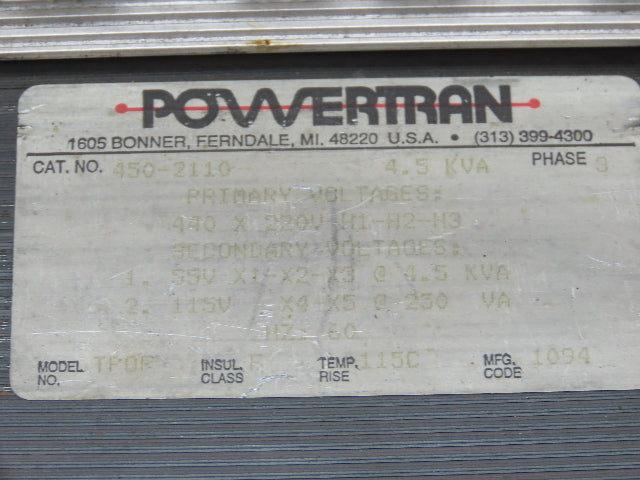 POWERTRAN
1605 BONNER, FERNDALE, MI. 48220 U.S.A. • (313) 399-4300
CAT. NO. 450-2110 4.5 KVA PHASE 3
PRIMARY VOLTAGES:
440 X 220V H1-H2-H3
SECONDARY VOLTAGES:
1. 99V X1-X2-X3 @ 4.5 KVA
2. 115V X4-X5 @ 250 VA
HZ: 60
MODEL NO. INSUL. CLASS F TEMP. RISE 115C MFG. CODE 1094